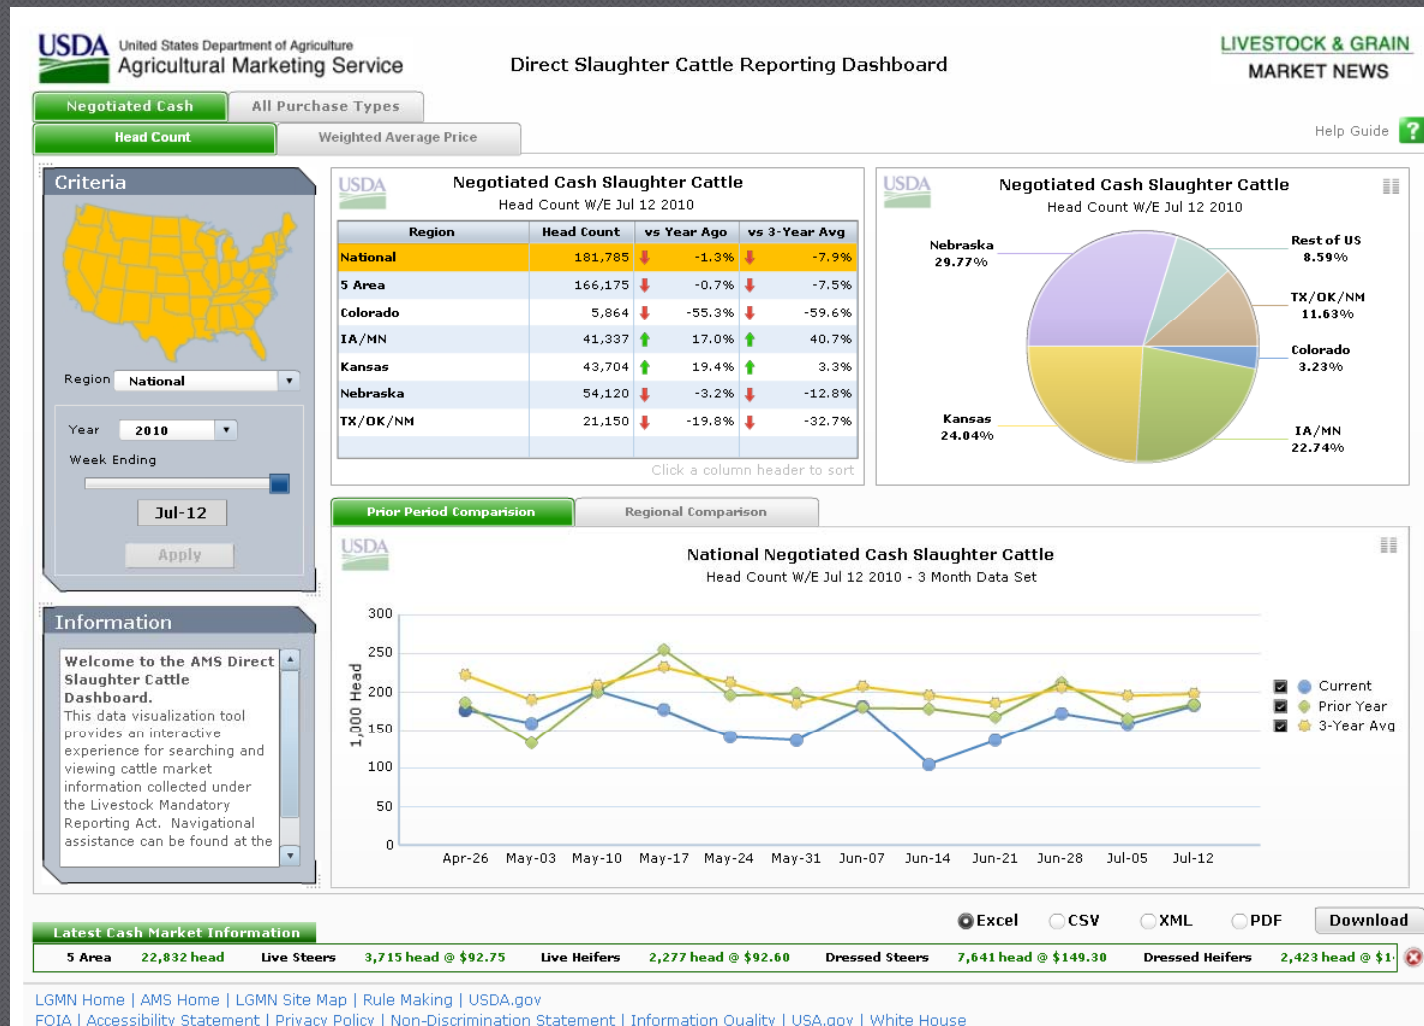 USDA United States Department of Agriculture
Agricultural Marketing Service
Direct Slaughter Cattle Reporting Dashboard
LIVESTOCK & GRAIN
MARKET NEWS
Negotiated Cash
All Purchase Types
Head Count
Weighted Average Price
Help Guide ?
Criteria
Region National
Year 2010
Week Ending
Jul-12
Apply
Information
Welcome to the AMS Direct
Slaughter Cattle
Dashboard.
This data visualization tool
provides an interactive
experience for searching and
viewing cattle market
information collected under
the Livestock Mandatory
Reporting Act. Navigational
assistance can be found at the
USDA
Negotiated Cash Slaughter Cattle
Head Count W/E Jul 12 2010
Region Head Count vs Year Ago vs 3-Year Avg
National 181,785 -1.3% -7.9%
5 Area 166,175 -0.7% -7.5%
Colorado 5,864 -55.3% -59.6%
IA/MN 41,337 17.0% 40.7%
Kansas 43,704 19.4% 3.3%
Nebraska 54,120 -3.2% -12.8%
TX/OK/NM 21,150 -19.8% -32.7%
Click a column header to sort
USDA
Negotiated Cash Slaughter Cattle
Head Count W/E Jul 12 2010
Nebraska
29.77%
Rest of US
8.59%
TX/OK/NM
11.63%
Colorado
3.23%
Kansas
24.04%
IA/MN
22.74%
Prior Period Comparision
Regional Comparison
USDA
National Negotiated Cash Slaughter Cattle
Head Count W/E Jul 12 2010 - 3 Month Data Set
1,000 Head
300
250
200
150
100
50
0
Apr-26 May-03 May-10 May-17 May-24 May-31 Jun-07 Jun-14 Jun-21 Jun-28 Jul-05 Jul-12
Current
Prior Year
3-Year Avg
Excel CSV XML PDF Download
Latest Cash Market Information
5 Area 22,832 head Live Steers 3,715 head @ $92.75 Live Heifers 2,277 head @ $92.60 Dressed Steers 7,641 head @ $149.30 Dressed Heifers 2,423 head @ $1
LGMN Home | AMS Home | LGMN Site Map | Rule Making | USDA.gov
FOIA | Accessibility Statement | Privacy Policy | Non-Discrimination Statement | Information Quality | USA.gov | White House